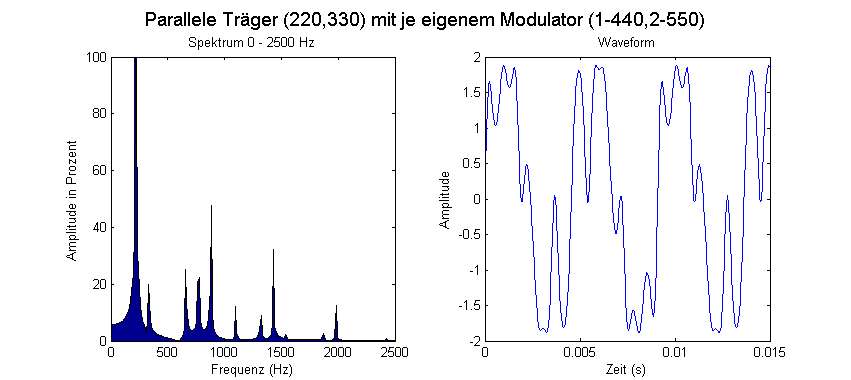 Parallele Träger (220,330) mit je eigenem Modulator (1-440,2-550)
Spektrum 0 - 2500 Hz
Amplitude in Prozent
100
80
60
40
20
0
0 500 1000 1500 2000 2500
Frequenz (Hz)
Waveform
Amplitude
2
1.5
1
0.5
0
-0.5
-1
-1.5
-2
0 0.005 0.01 0.015
Zeit (s)